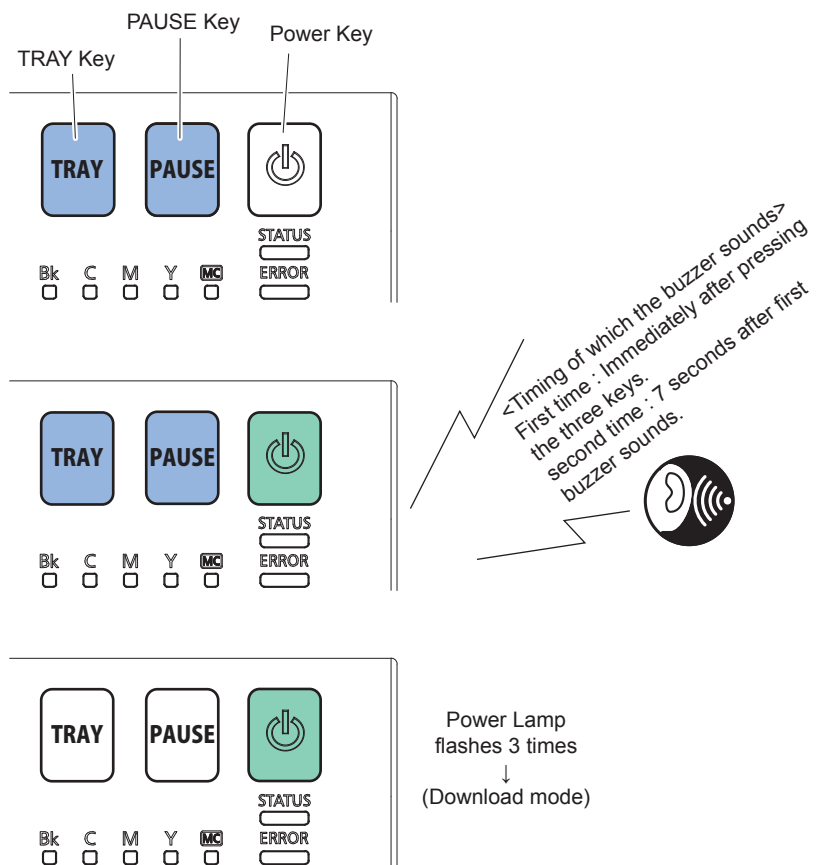 PAUSE Key
Power Key
TRAY Key
TRAY PAUSE
STATUS
Bk C M Y MC ERROR
<Timing of which the buzzer sounds>
First time : Immediately after pressing
the three keys.
second time : 7 seconds after first
buzzer sounds.
TRAY PAUSE
STATUS
Bk C M Y MC ERROR
TRAY PAUSE
Power Lamp
flashes 3 times
↓
(Download mode)
STATUS
Bk C M Y MC ERROR